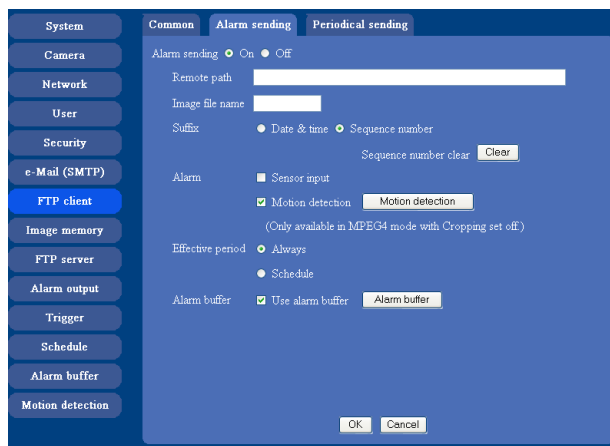 System
Camera
Network
User
Security
e-Mail (SMTP)
FTP client
Image memory
FTP server
Alarm output
Trigger
Schedule
Alarm buffer
Motion detection
Common Alarm sending Periodical sending
Alarm sending On Off
Remote path
Image file name
Suffix Date & time Sequence number
Sequence number clear Clear
Alarm Sensor input
Motion detection Motion detection
(Only available in MPEG4 mode with Cropping set off.)
Effective period Always
Schedule
Alarm buffer Use alarm buffer Alarm buffer
OK Cancel